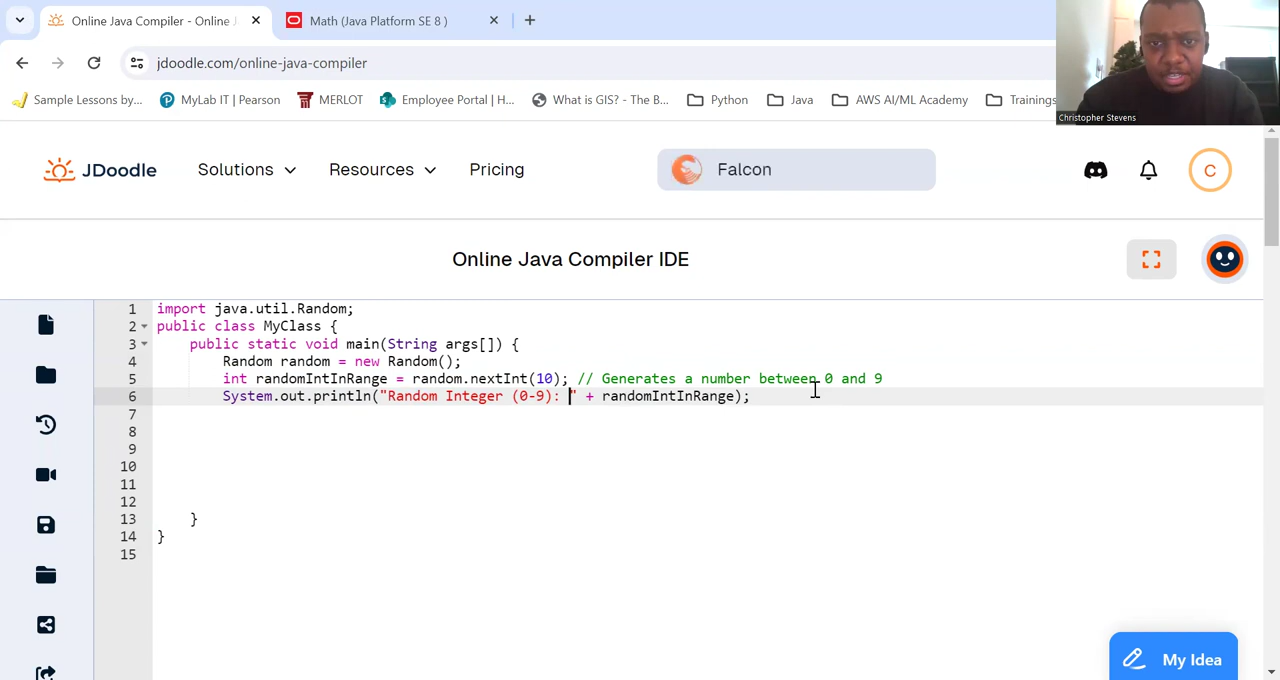 Online Java Compiler - Online J
Math (Java Platform SE 8 )
jdoodle.com/online-java-compiler
Sample Lessons by...
MyLab IT | Pearson
MERLOT
Employee Portal | H...
What is GIS? - The B...
Python
Java
AWS AI/ML Academy
Trainings
Christopher Stevens
JDoodle
Solutions
Resources
Pricing
Falcon
C
Online Java Compiler IDE
1 import java.util.Random;
2 public class MyClass {
3 public static void main(String args[]) {
4 Random random = new Random();
5 int randomIntInRange = random.nextInt(10); // Generates a number between 0 and 9
6 System.out.println("Random Integer (0-9): " + randomIntInRange);
7
8
9
10
11
12
13 }
14 }
15
My Idea